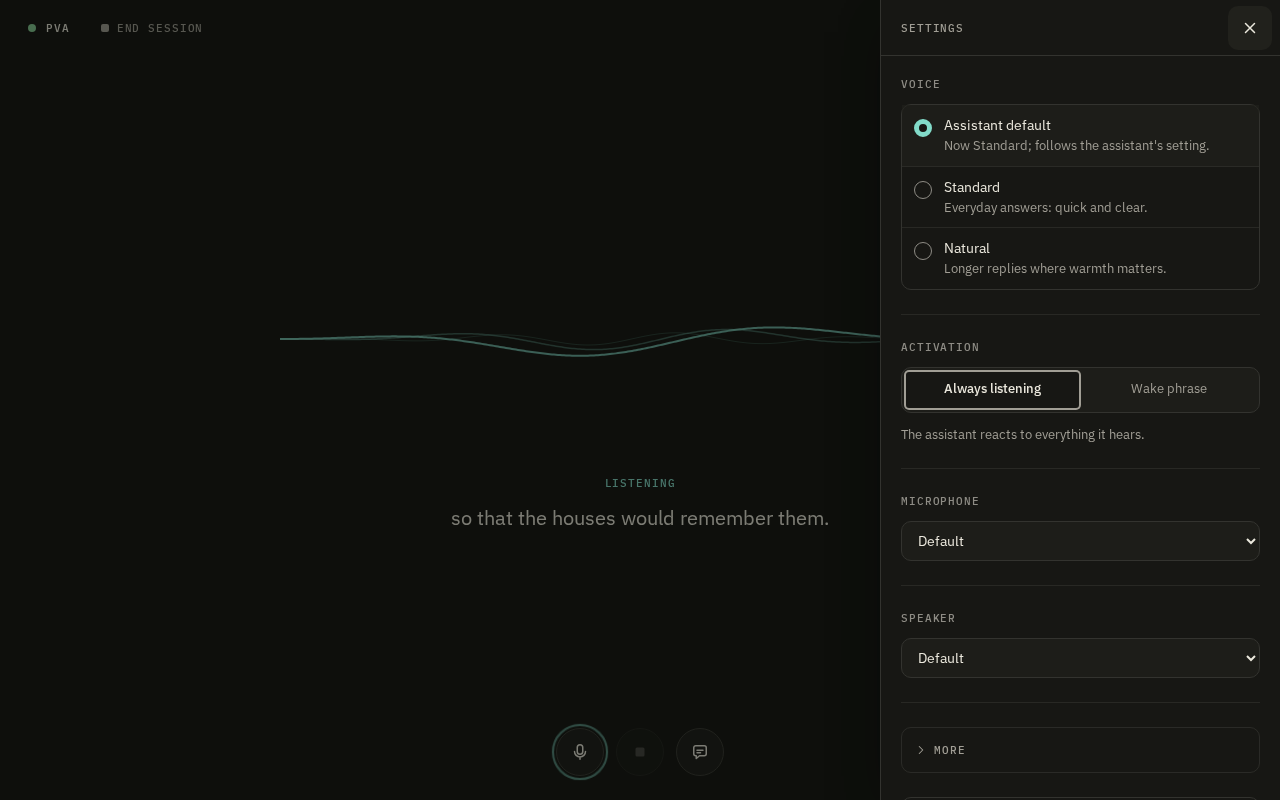 PVA
END SESSION
LISTENING
so that the houses would remember them.
SETTINGS
VOICE
Assistant default
Now Standard; follows the assistant's setting.
Standard
Everyday answers: quick and clear.
Natural
Longer replies where warmth matters.
ACTIVATION
Always listening
Wake phrase
The assistant reacts to everything it hears.
MICROPHONE
Default
SPEAKER
Default
MORE